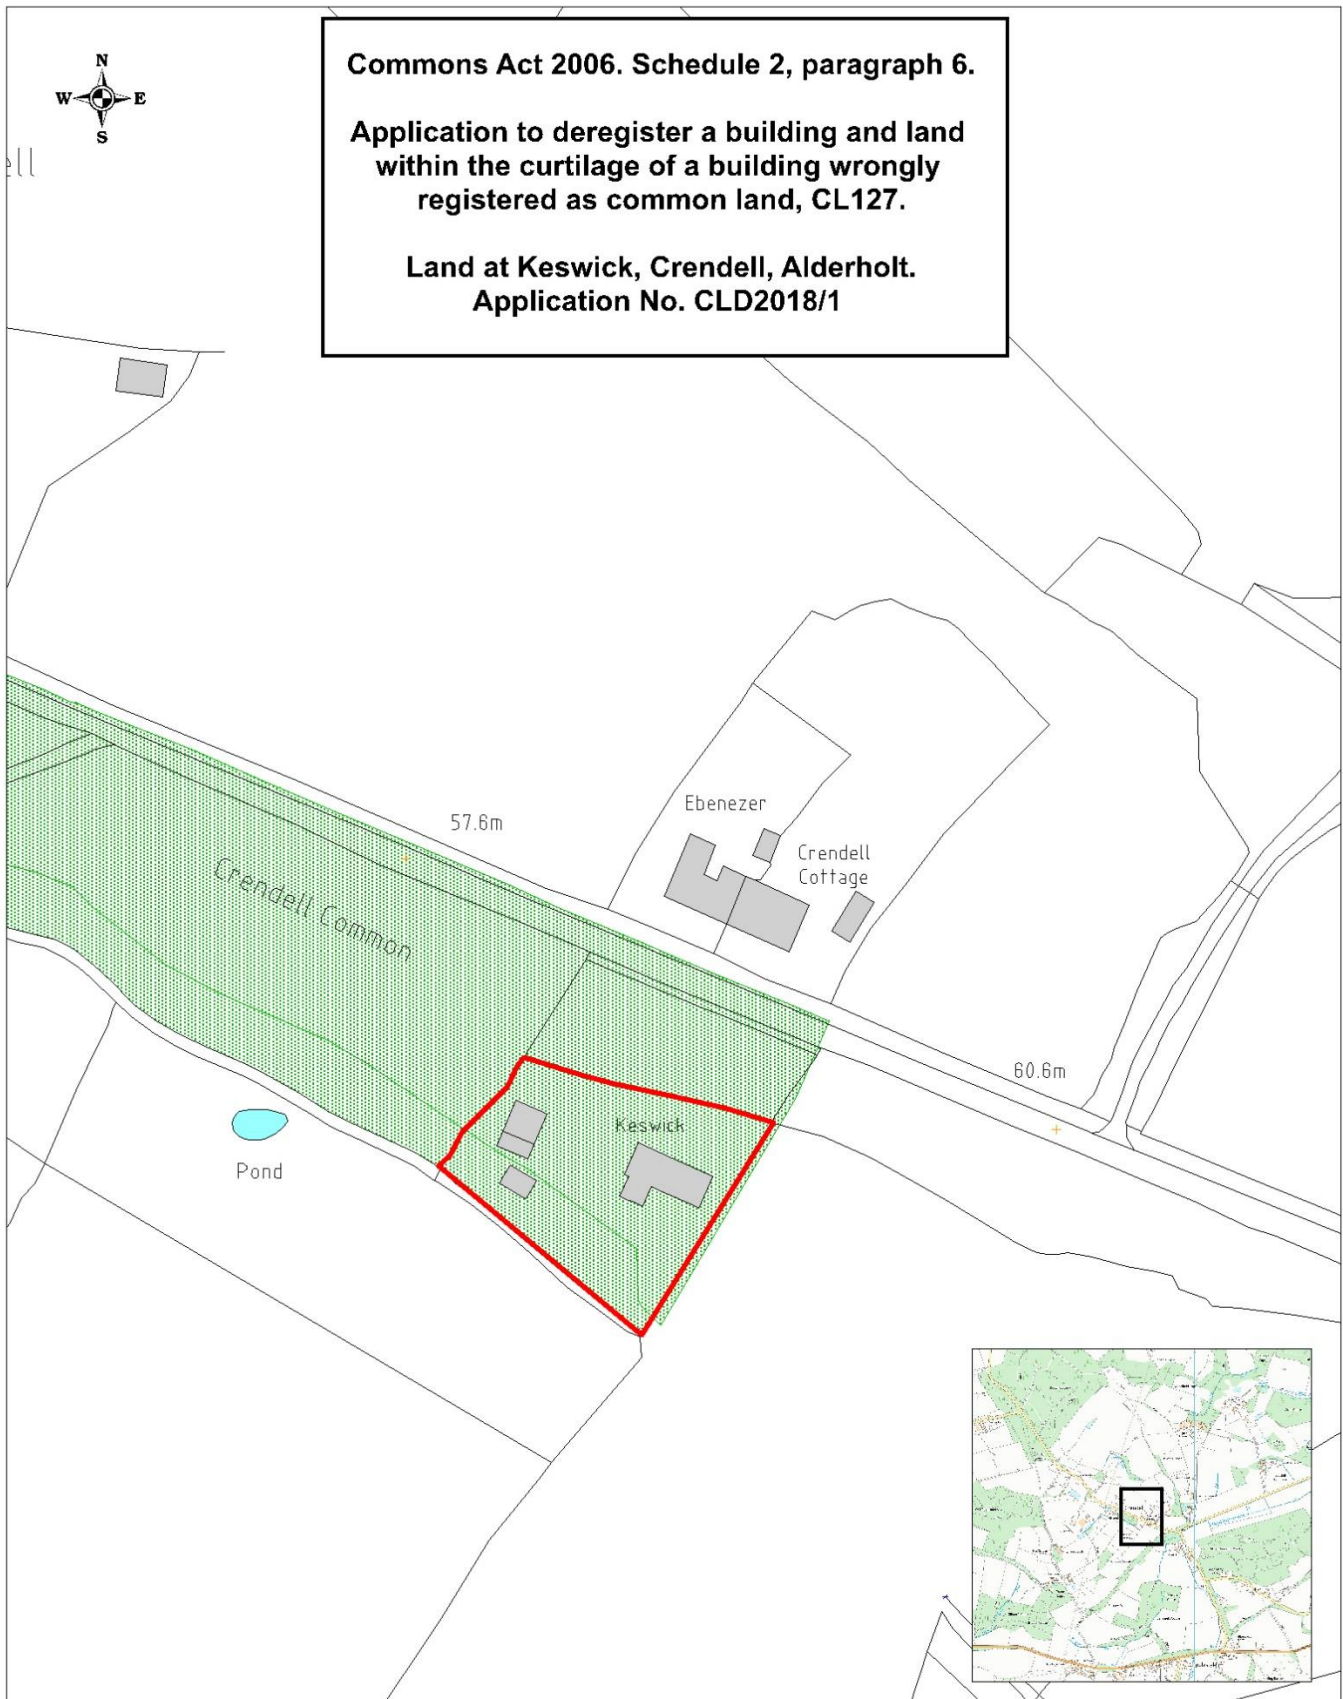 Commons Act 2006. Schedule 2, paragraph 6.
Application to deregister a building and land
within the curtilage of a building wrongly
registered as common land, CL127.
Land at Keswick, Crendell, Alderholt.
Application No. CLD2018/1
N
W E
S
ell
57.6m
Ebenezer
Crendell
Cottage
Crendell Common
60.6m
Keswick
Pond